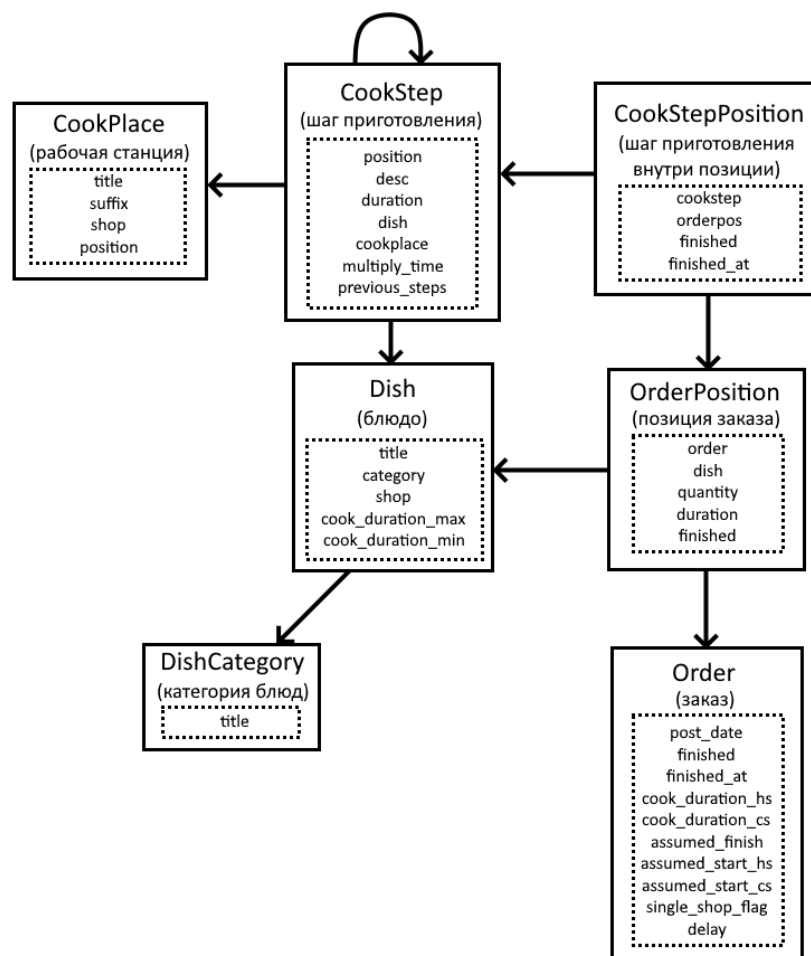 CookPlace
(рабочая станция)
title
suffix
shop
position
CookStep
(шаг приготовления)
position
desc
duration
dish
cookplace
multiply_time
previous_steps
CookStepPosition
(шаг приготовления
внутри позиции)
cookstep
orderpos
finished
finished_at
Dish
(блюдо)
title
category
shop
cook_duration_max
cook_duration_min
OrderPosition
(позиция заказа)
order
dish
quantity
duration
finished
DishCategory
(категория блюд)
title
Order
(заказ)
post_date
finished
finished_at
cook_duration_hs
cook_duration_cs
assumed_finish
assumed_start_hs
assumed_start_cs
single_shop_flag
delay